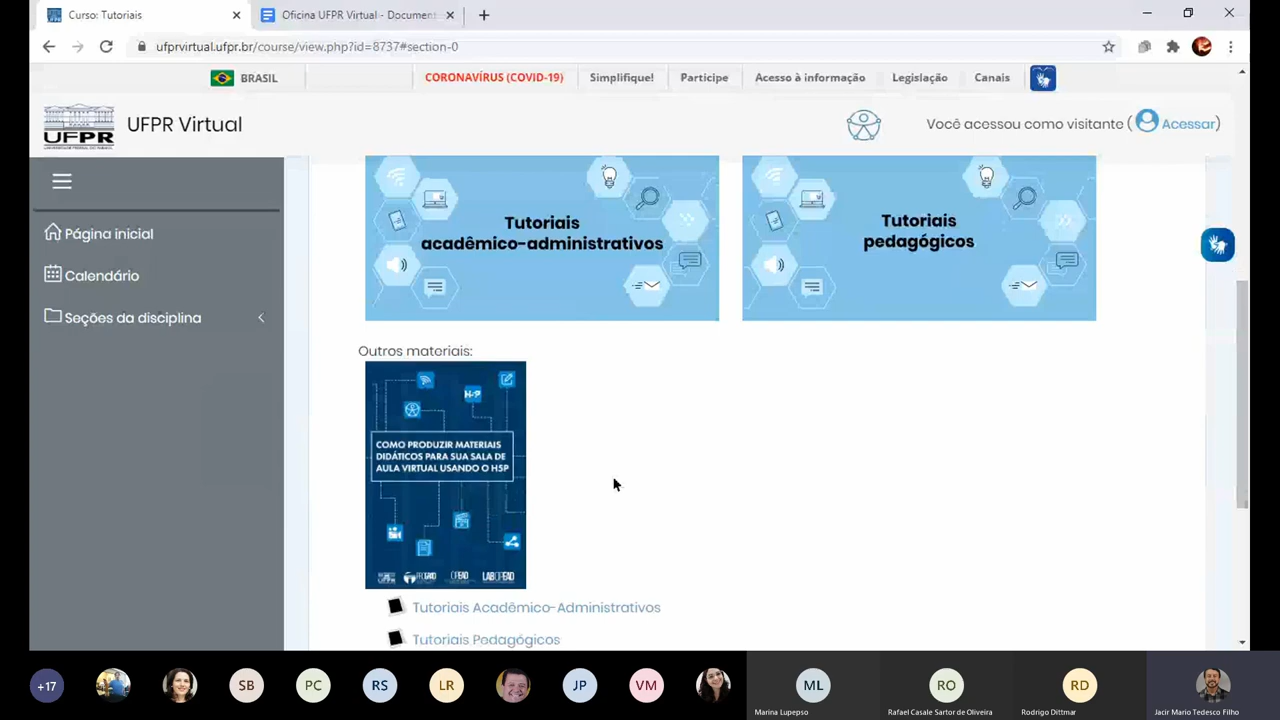 Curso: Tutoriais
Oficina UFPR Virtual - Document
ufprvirtual.ufpr.br/course/view.php?id=8737#section-0
BRASIL
CORONAVÍRUS (COVID-19)
Simplifique!
Participe
Acesso à informação
Legislação
Canais
UFPR
UFPR Virtual
Você acessou como visitante ( Acessar)
Página inicial
Calendário
Seções da disciplina
Tutoriais
acadêmico-administrativos
Tutoriais
pedagógicos
Outros materiais:
H5P
COMO PRODUZIR MATERIAIS
DIDÁTICOS PARA SUA SALA DE
AULA VIRTUAL USANDO O H5P
Tutoriais Acadêmico-Administrativos
Tutoriais Pedagógicos
+17
SB
PC
RS
LR
JP
VM
ML
RO
RD
Marina Lupepso
Rafael Casale Sartor de Oliveira
Rodrigo Dittmar
Jacir Mario Tedesco Filho